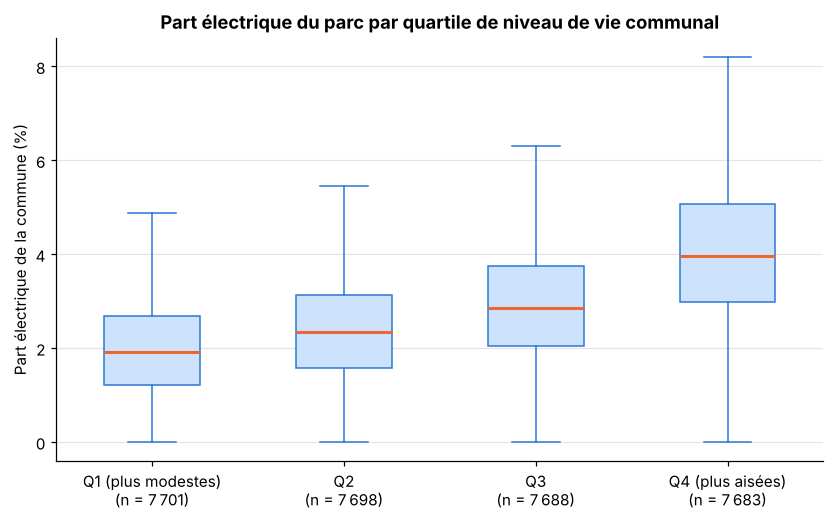 Part électrique du parc par quartile de niveau de vie communal
Part électrique de la commune (%)
8
6
4
2
0
Q1 (plus modestes)
(n = 7 701)
Q2
(n = 7 698)
Q3
(n = 7 688)
Q4 (plus aisées)
(n = 7 683)